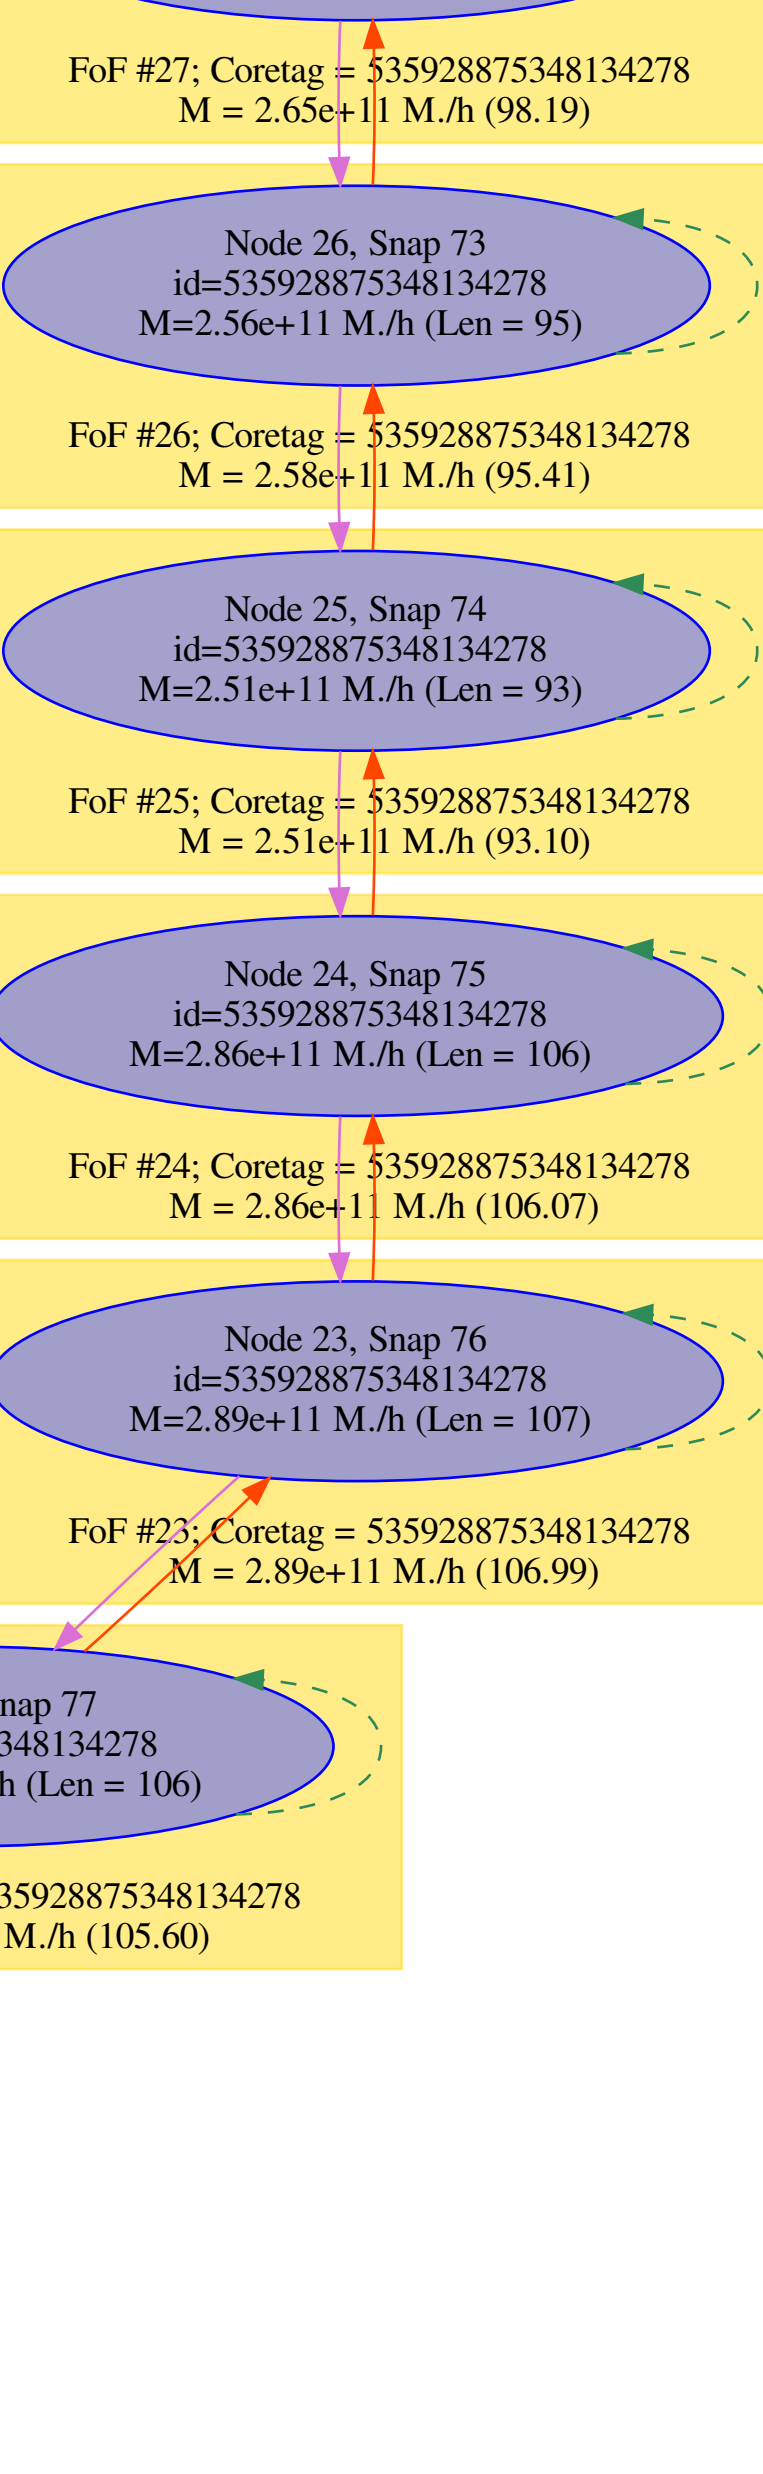 FoF #27; Coretag = 535928875348134278
M = 2.65e+11 M./h (98.19)
Node 26, Snap 73
id=535928875348134278
M=2.56e+11 M./h (Len = 95)
FoF #26; Coretag = 535928875348134278
M = 2.58e+11 M./h (95.41)
Node 25, Snap 74
id=535928875348134278
M=2.51e+11 M./h (Len = 93)
FoF #25; Coretag = 535928875348134278
M = 2.51e+11 M./h (93.10)
Node 24, Snap 75
id=535928875348134278
M=2.86e+11 M./h (Len = 106)
FoF #24; Coretag = 535928875348134278
M = 2.86e+11 M./h (106.07)
Node 23, Snap 76
id=535928875348134278
M=2.89e+11 M./h (Len = 107)
FoF #23; Coretag = 535928875348134278
M = 2.89e+11 M./h (106.99)
nap 77
348134278
h (Len = 106)
35928875348134278
M./h (105.60)